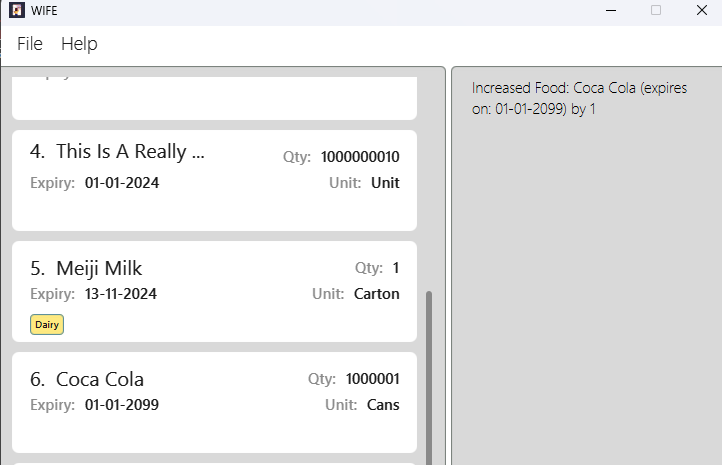 WIFE
File Help
4. This Is A Really ...
Qty: 1000000010
Expiry: 01-01-2024
Unit: Unit
5. Meiji Milk
Qty: 1
Expiry: 13-11-2024
Unit: Carton
Dairy
6. Coca Cola
Qty: 1000001
Expiry: 01-01-2099
Unit: Cans
Increased Food: Coca Cola (expires
on: 01-01-2099) by 1